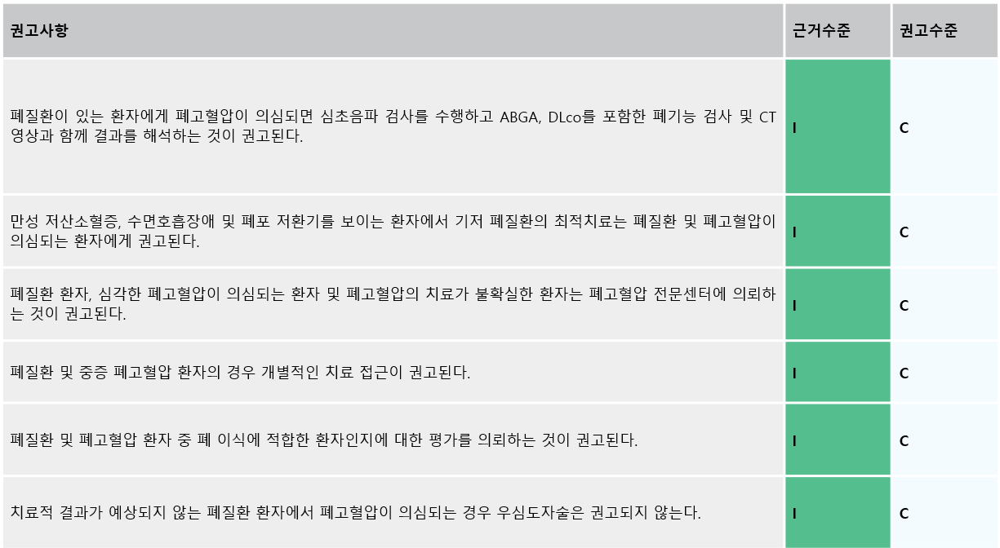 권고사항 근거수준 권고수준
폐질환이 있는 환자에게 폐고혈압이 의심되면 심초음파 검사를 수행하고 ABGA, DLco를 포함한 폐기능 검사 및 CT
영상과 함께 결과를 해석하는 것이 권고된다.
I C
만성 저산소혈증, 수면호흡장애 및 폐포 저환기를 보이는 환자에서 기저 폐질환의 최적치료는 폐질환 및 폐고혈압이
의심되는 환자에게 권고된다.
I C
폐질환 환자, 심각한 폐고혈압이 의심되는 환자 및 폐고혈압의 치료가 불확실한 환자는 폐고혈압 전문센터에 의뢰하
는 것이 권고된다.
I C
폐질환 및 중증 폐고혈압 환자의 경우 개별적인 치료 접근이 권고된다. I C
폐질환 및 폐고혈압 환자 중 폐 이식에 적합한 환자인지에 대한 평가를 의뢰하는 것이 권고된다. I C
치료적 결과가 예상되지 않는 폐질환 환자에서 폐고혈압이 의심되는 경우 우심도자술은 권고되지 않는다. I C